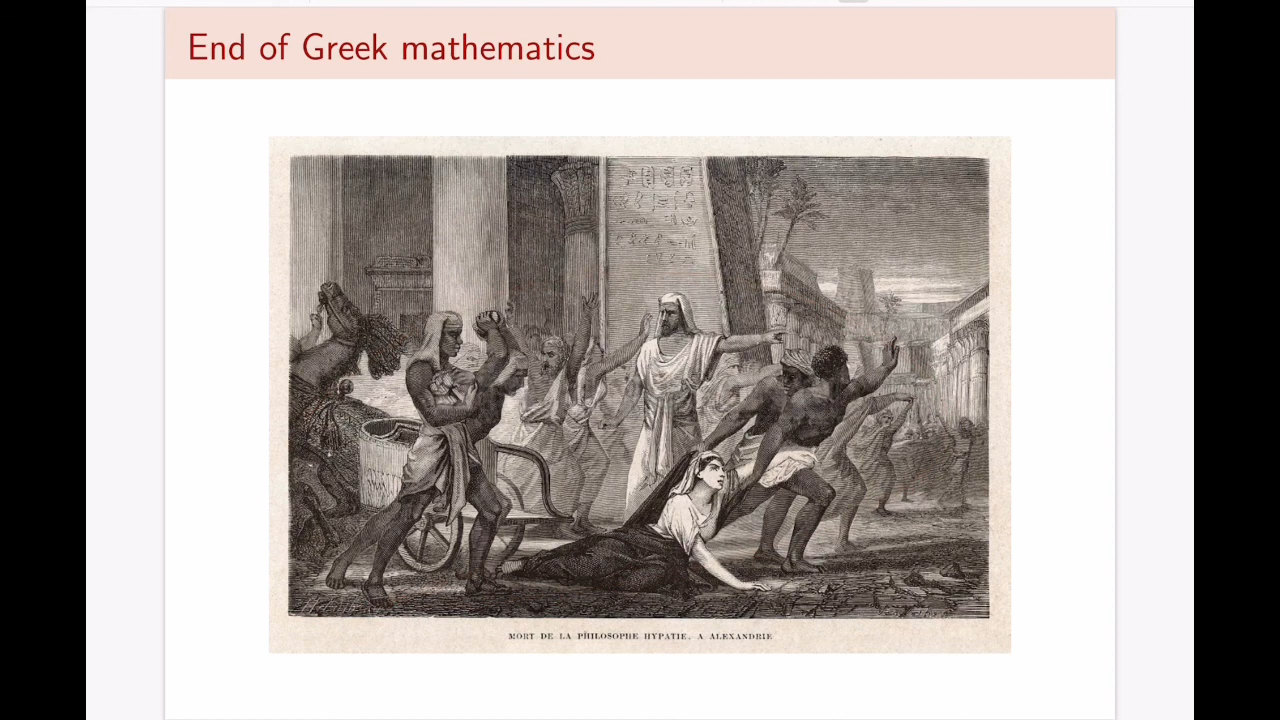 End of Greek mathematics
MORT DE LA PHILOSOPHE HYPATIE, A ALEXANDRIE